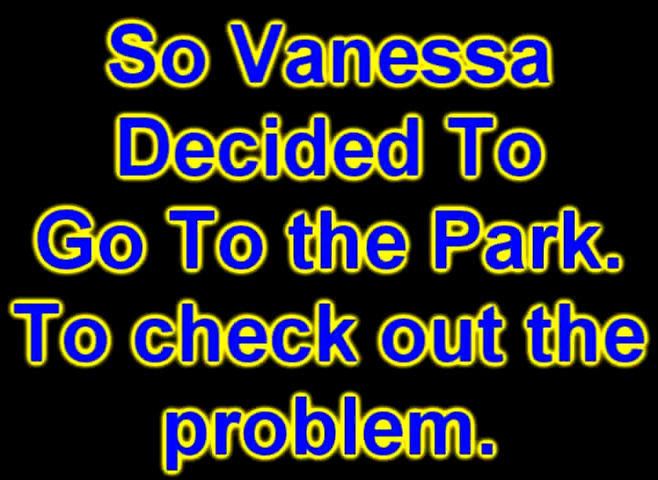 So Vanessa
Decided To
Go To the Park.
To check out the
problem.